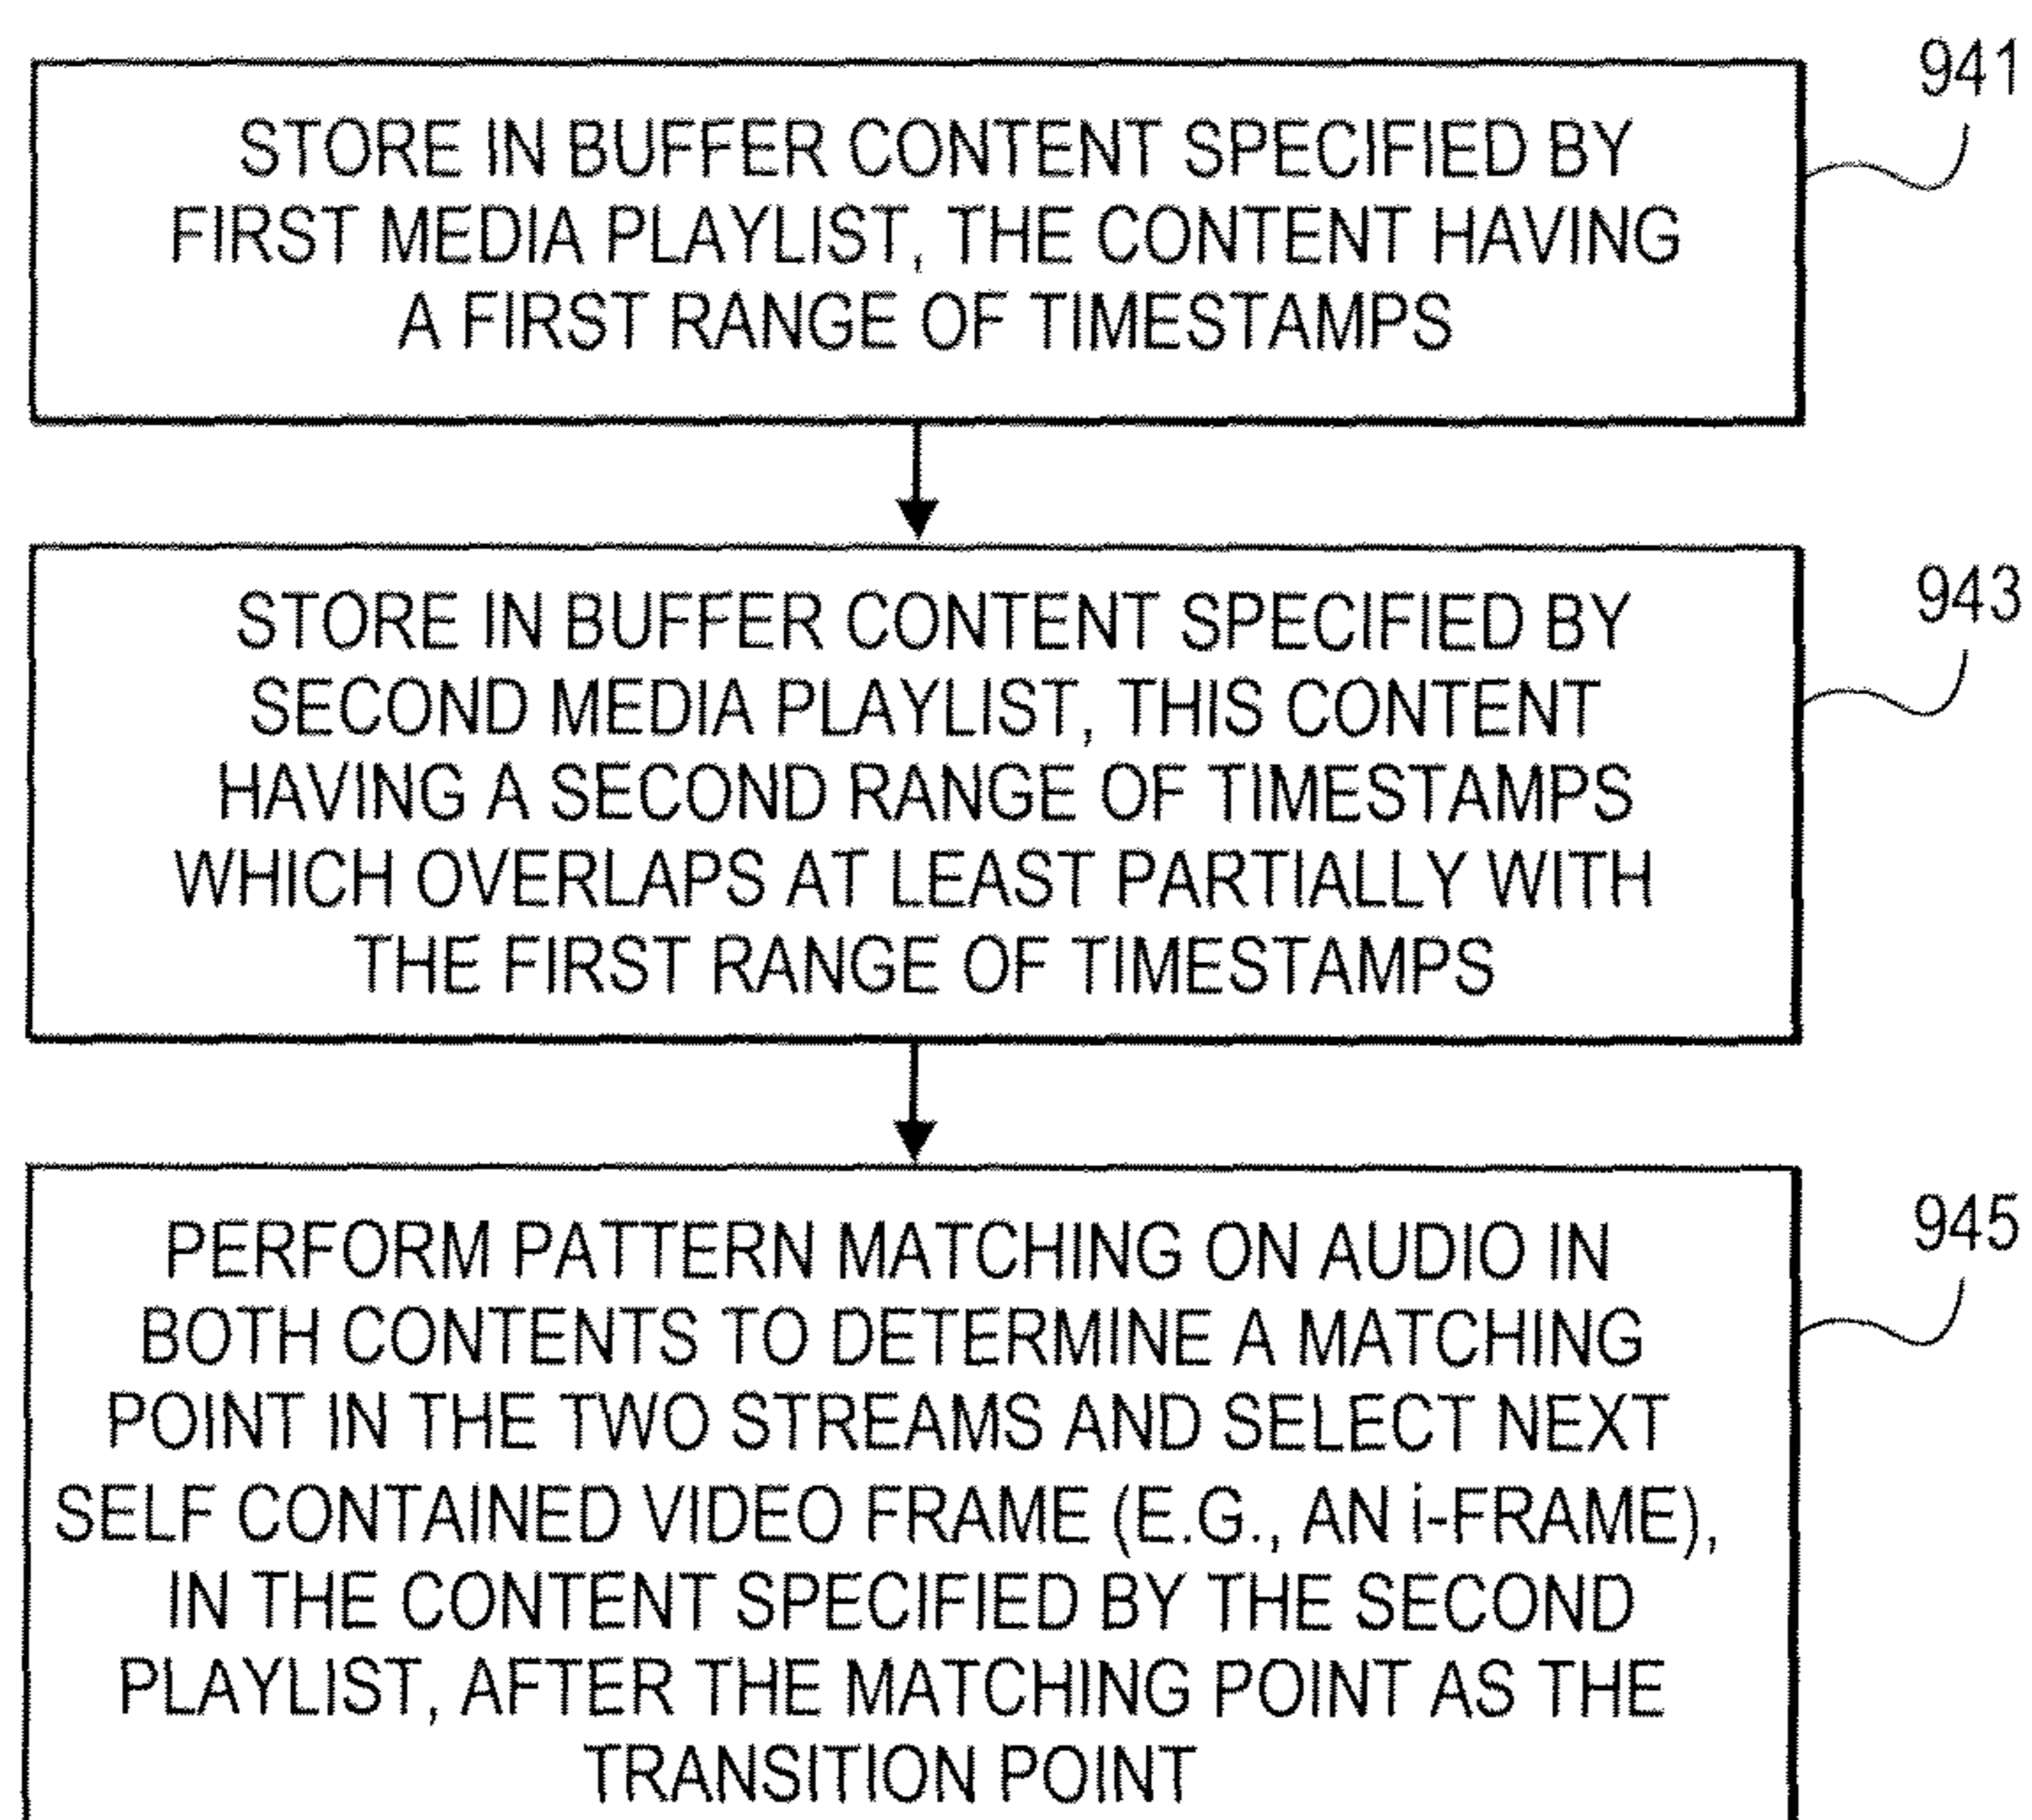 941
STORE IN BUFFER CONTENT SPECIFIED BY
FIRST MEDIA PLAYLIST, THE CONTENT HAVING
A FIRST RANGE OF TIMESTAMPS
943
STORE IN BUFFER CONTENT SPECIFIED BY
SECOND MEDIA PLAYLIST, THIS CONTENT
HAVING A SECOND RANGE OF TIMESTAMPS
WHICH OVERLAPS AT LEAST PARTIALLY WITH
THE FIRST RANGE OF TIMESTAMPS
945
PERFORM PATTERN MATCHING ON AUDIO IN
BOTH CONTENTS TO DETERMINE A MATCHING
POINT IN THE TWO STREAMS AND SELECT NEXT
SELF CONTAINED VIDEO FRAME (E.G., AN i-FRAME),
IN THE CONTENT SPECIFIED BY THE SECOND
PLAYLIST, AFTER THE MATCHING POINT AS THE
TRANSITION POINT